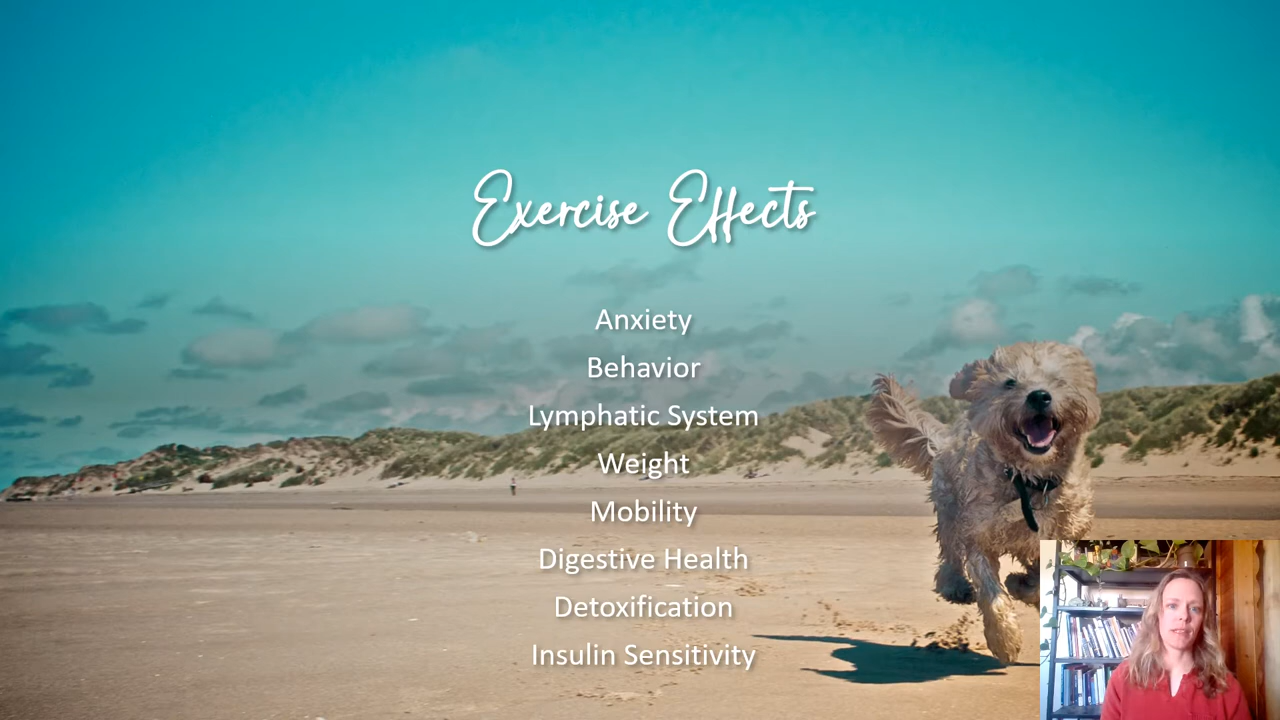 Exercise Effects
Anxiety
Behavior
Lymphatic System
Weight
Mobility
Digestive Health
Detoxification
Insulin Sensitivity